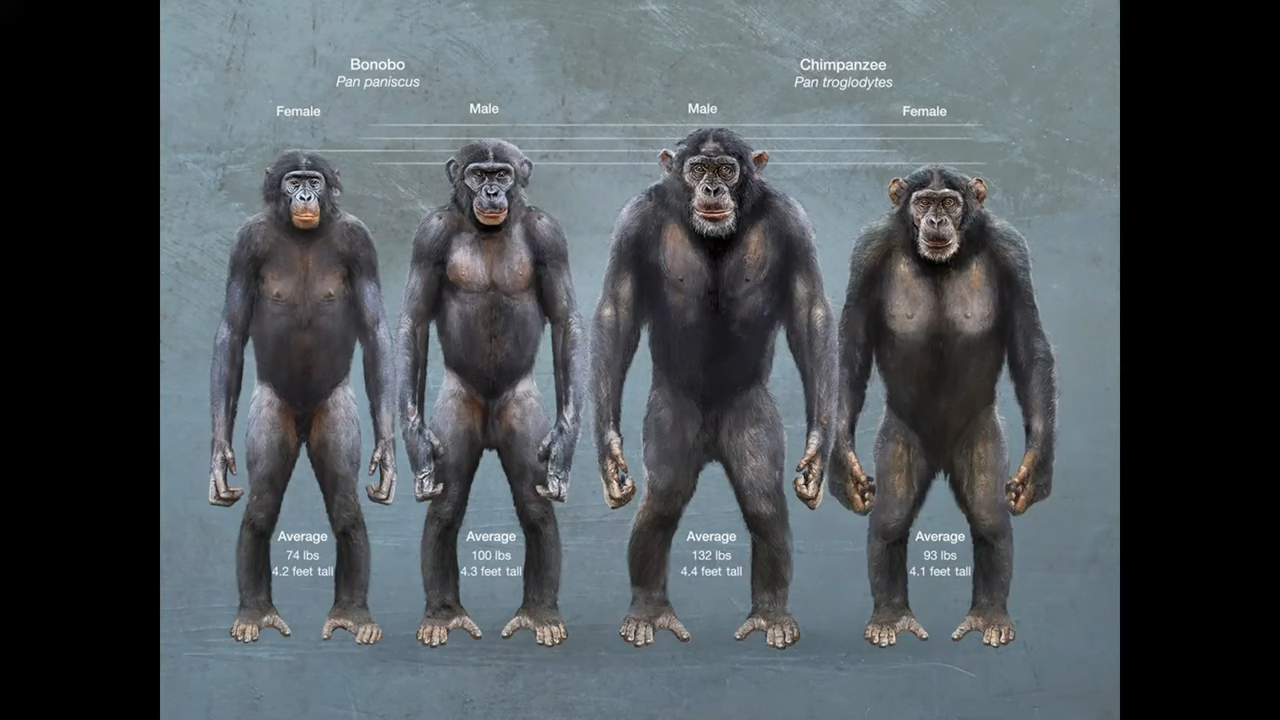 Bonobo
Pan paniscus
Chimpanzee
Pan troglodytes
Female
Male
Male
Female
Average
74 lbs
4.2 feet tall
Average
100 lbs
4.3 feet tall
Average
132 lbs
4.4 feet tall
Average
93 lbs
4.1 feet tall